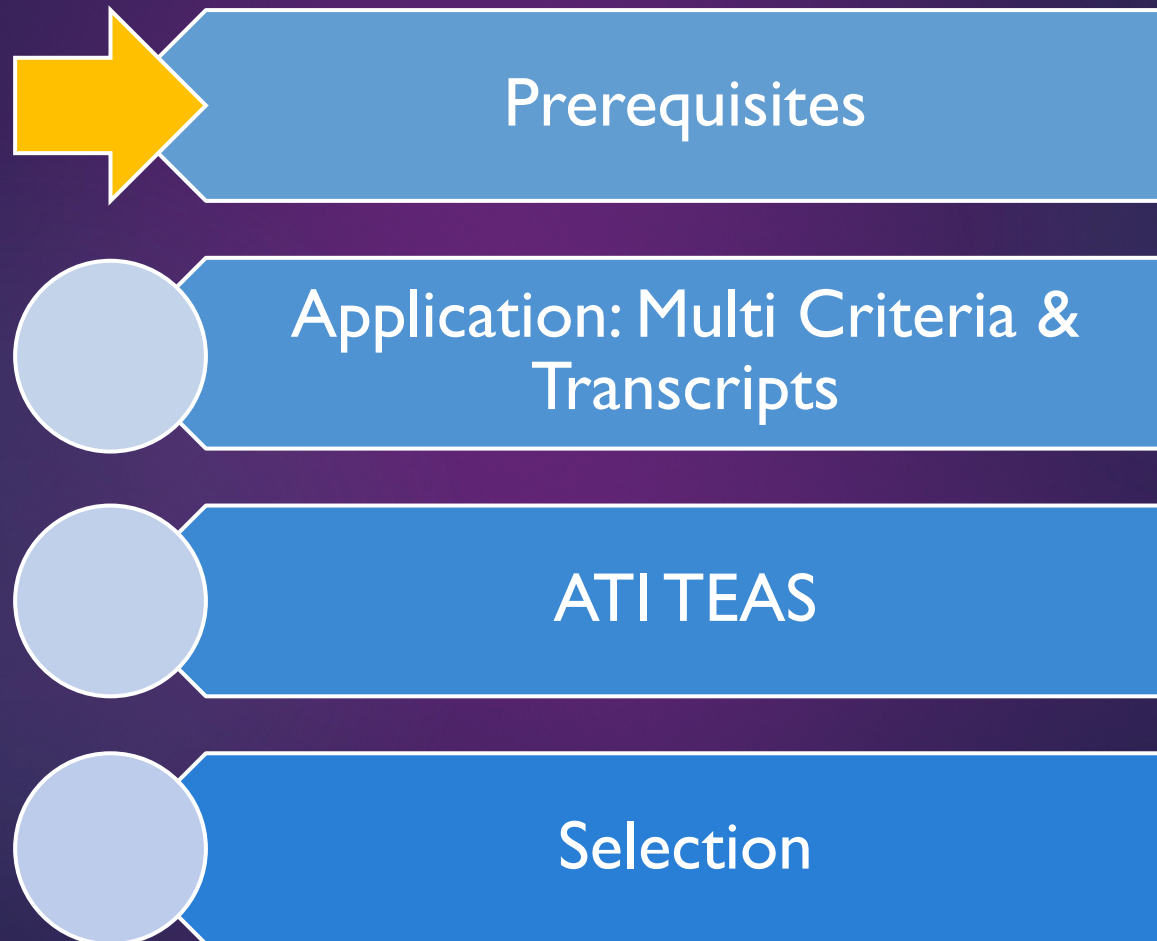 Prerequisites
Application: Multi Criteria &
Transcripts
ATI TEAS
Selection